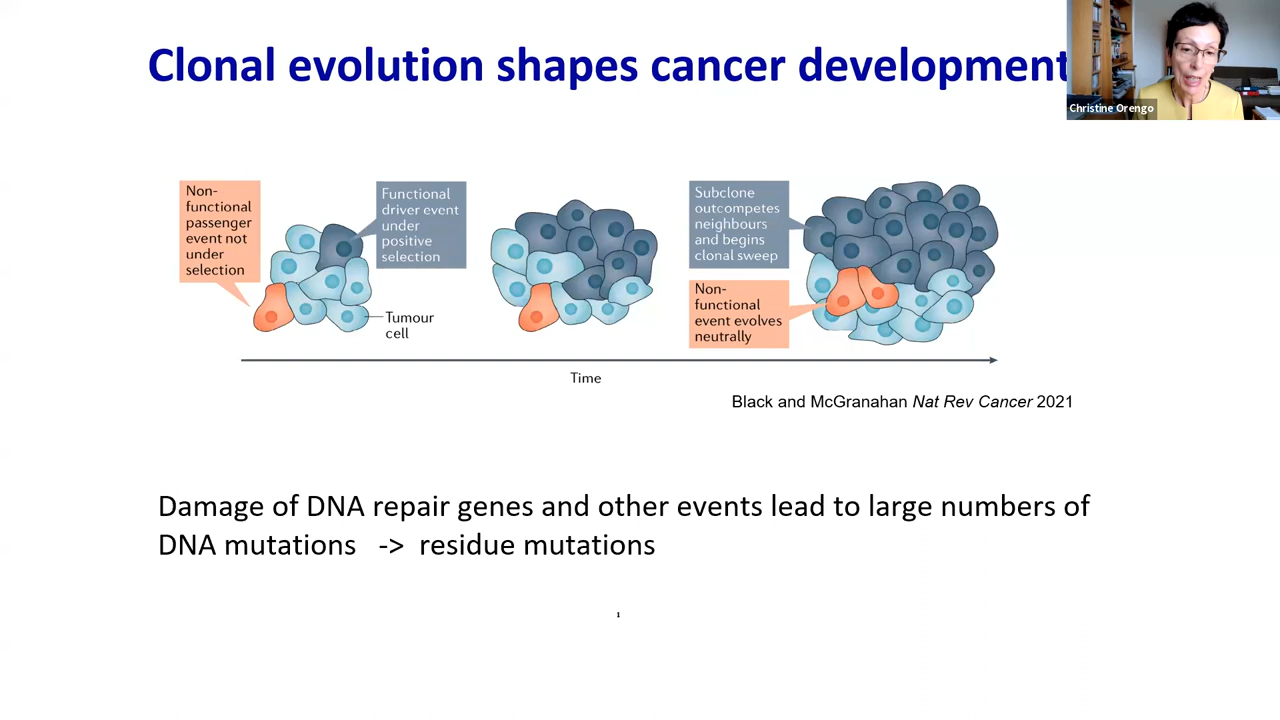 Clonal evolution shapes cancer development
Christine Orengo
Non-
functional
passenger
event not
under
selection
Functional
driver event
under
positive
selection
Tumour
cell
Subclone
outcompetes
neighbours
and begins
clonal sweep
Non-
functional
event evolves
neutrally
Time
Black and McGranahan Nat Rev Cancer 2021
Damage of DNA repair genes and other events lead to large numbers of
DNA mutations -> residue mutations
1